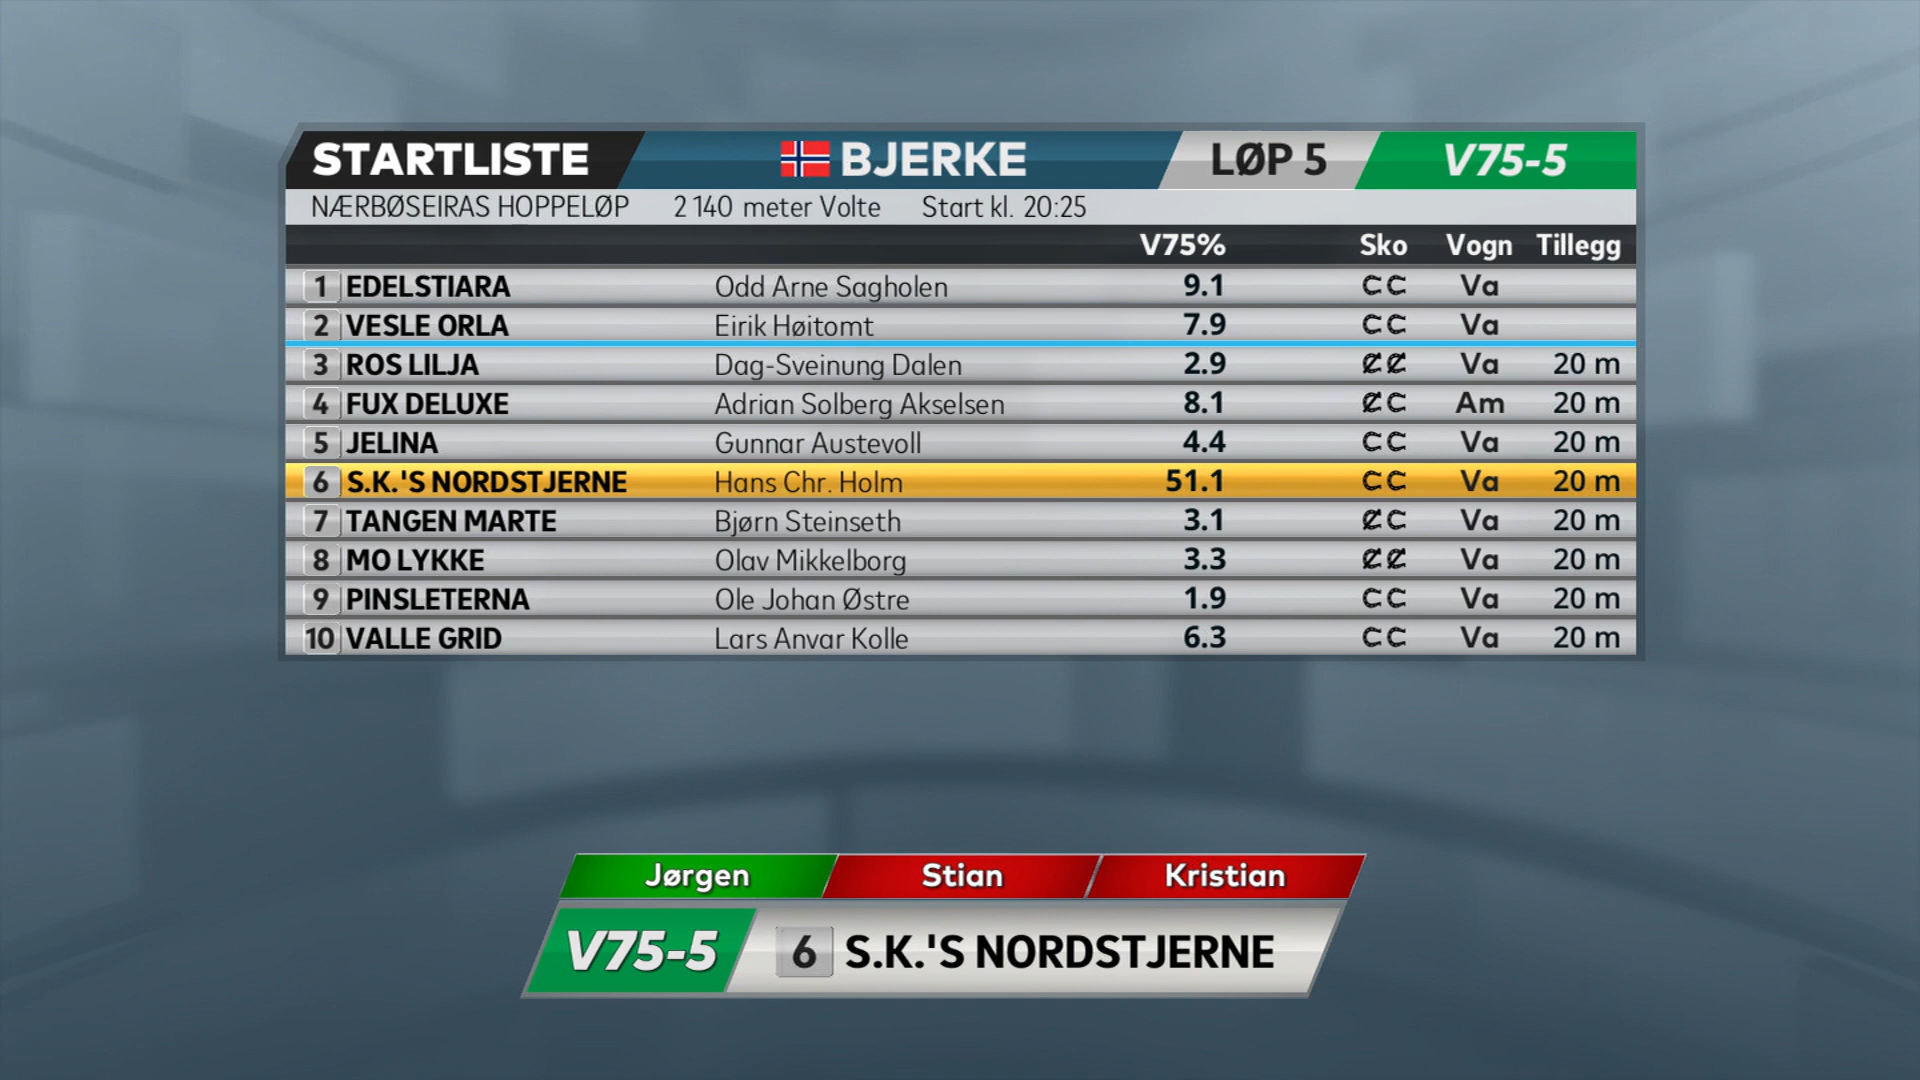 STARTLISTE BJERKE LØP 5 V75-5
NÆRBØSEIRAS HOPPELØP 2 140 meter Volte Start kl. 20:25
V75% Sko Vogn Tillegg
1 EDELSTIARA Odd Arne Sagholen 9.1 C C Va
2 VESLE ORLA Eirik Høitomt 7.9 C C Va
3 ROS LILJA Dag-Sveinung Dalen 2.9 Ȼ Ȼ Va 20 m
4 FUX DELUXE Adrian Solberg Akselsen 8.1 Ȼ C Am 20 m
5 JELINA Gunnar Austevoll 4.4 C C Va 20 m
6 S.K.'S NORDSTJERNE Hans Chr. Holm 51.1 C C Va 20 m
7 TANGEN MARTE Bjørn Steinseth 3.1 Ȼ C Va 20 m
8 MO LYKKE Olav Mikkelborg 3.3 Ȼ Ȼ Va 20 m
9 PINSLETERNA Ole Johan Østre 1.9 C C Va 20 m
10 VALLE GRID Lars Anvar Kolle 6.3 C C Va 20 m
Jørgen Stian Kristian
V75-5 6 S.K.'S NORDSTJERNE